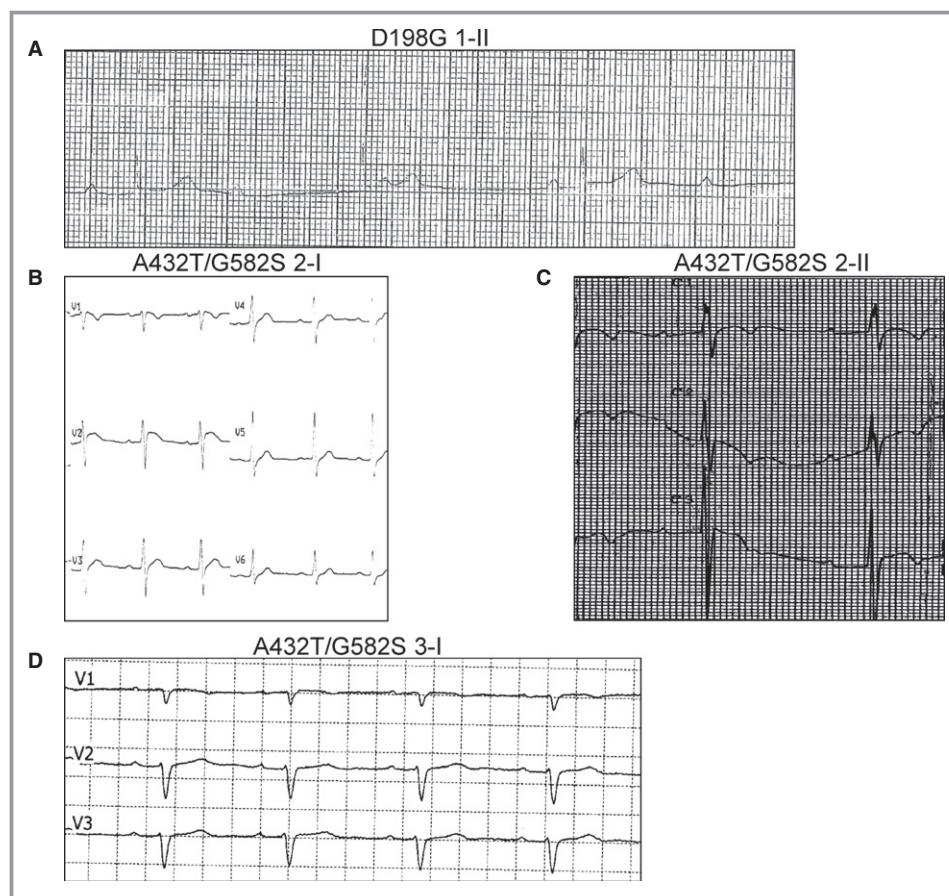 A
D198G 1-II
B
A432T/G582S 2-I
V1
V4
V2
V5
V3
V6
C
A432T/G582S 2-II
D
A432T/G582S 3-I
V1
V2
V3